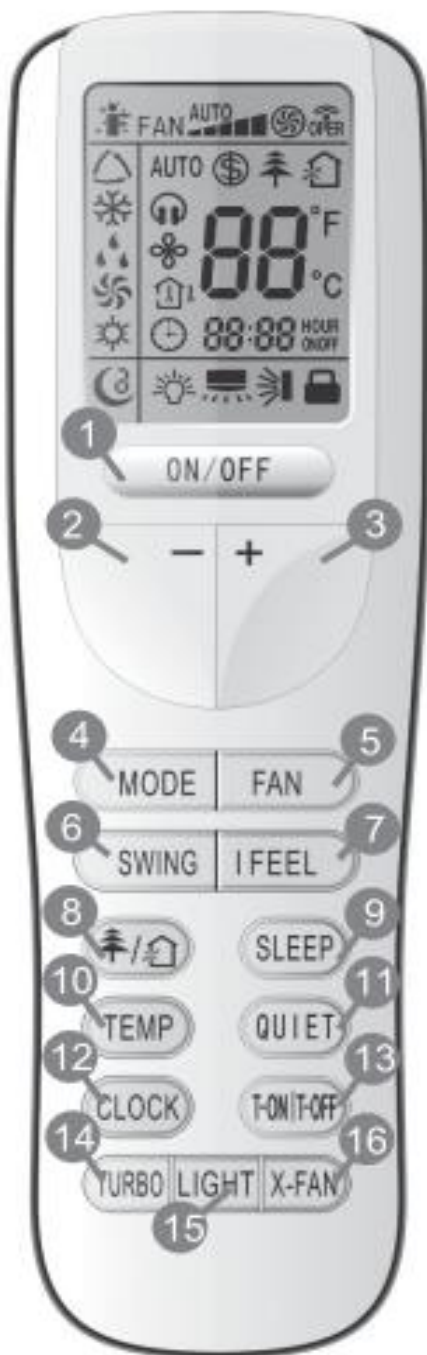 FAN AUTO OPER
AUTO
88 °F
°C
88:88 HOUR
ON/OFF
1
ON/OFF
2 − + 3
4 5
MODE FAN
6 7
SWING I FEEL
8 9
/ SLEEP
10 11
TEMP QUIET
12 13
CLOCK T-ON T-OFF
14 16
TURBO LIGHT X-FAN
15